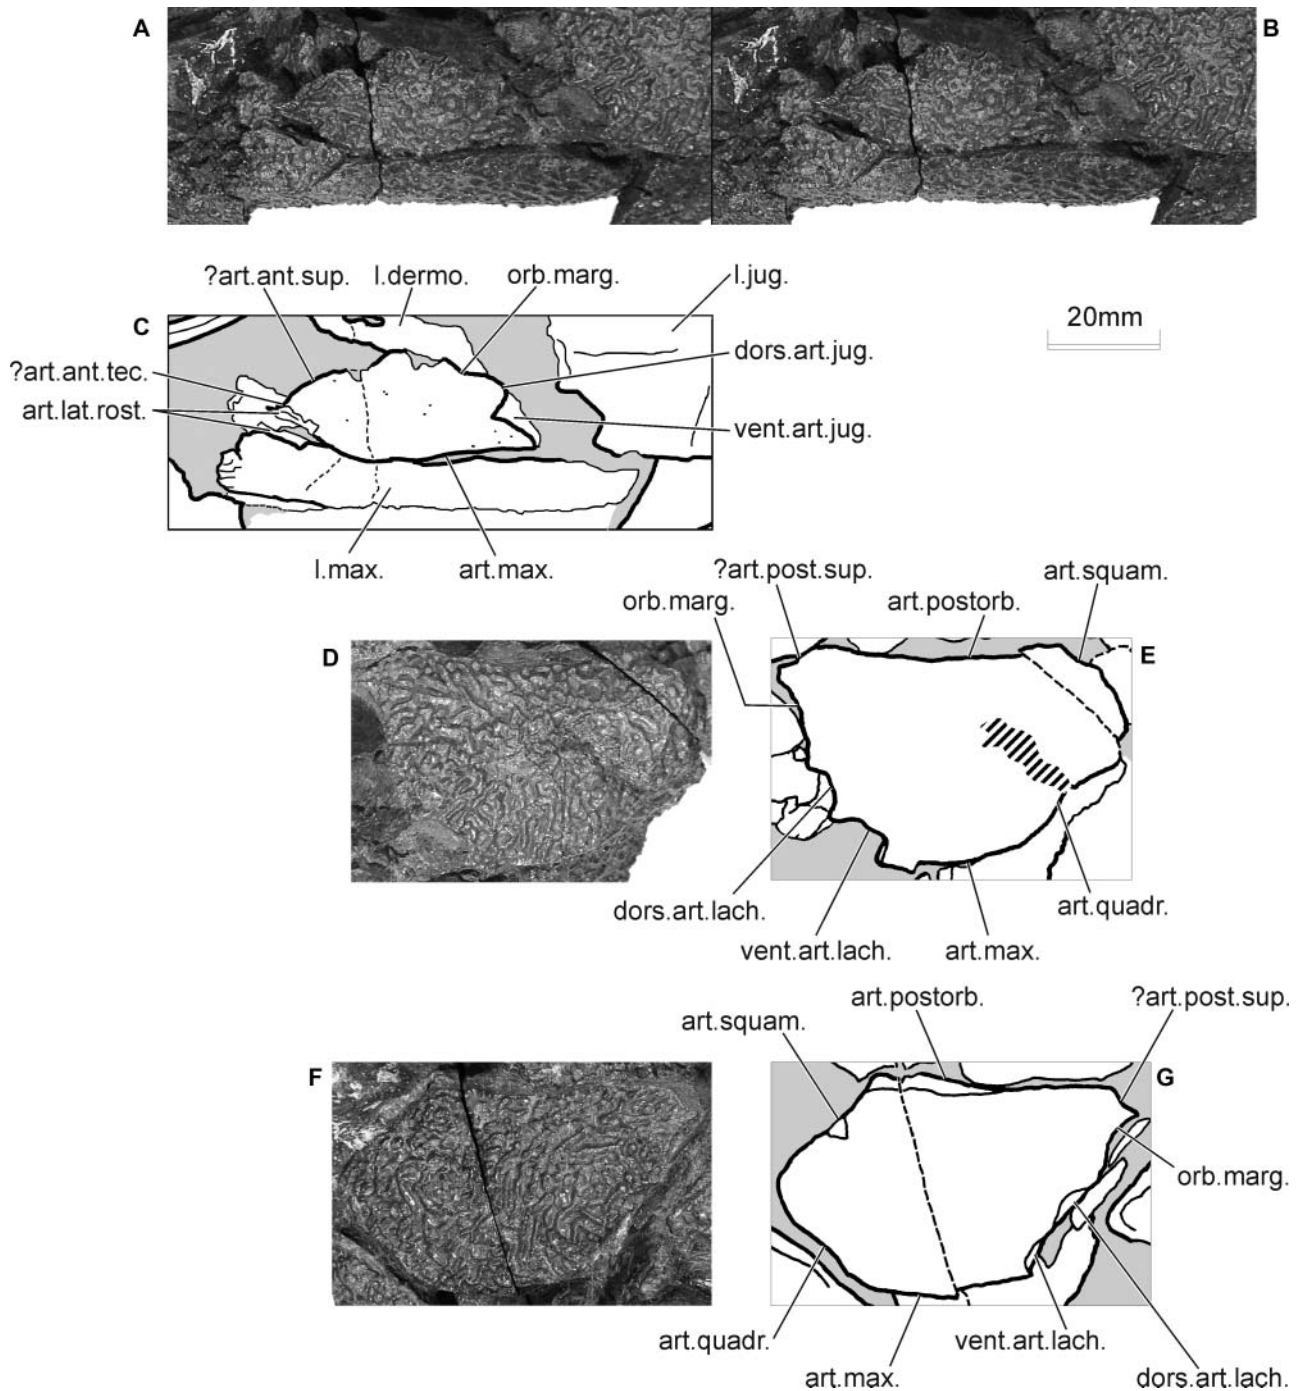 A
B
?art.ant.sup.
l.dermo.
orb.marg.
l.jug.
C
20mm
dors.art.jug.
?art.ant.tec.
art.lat.rost.
vent.art.jug.
l.max.
art.max.
?art.post.sup.
art.squam.
orb.marg.
art.postorb.
D
E
dors.art.lach.
art.quadr.
vent.art.lach.
art.max.
art.postorb.
?art.post.sup.
art.squam.
F
G
orb.marg.
art.quadr.
vent.art.lach.
art.max.
dors.art.lach.